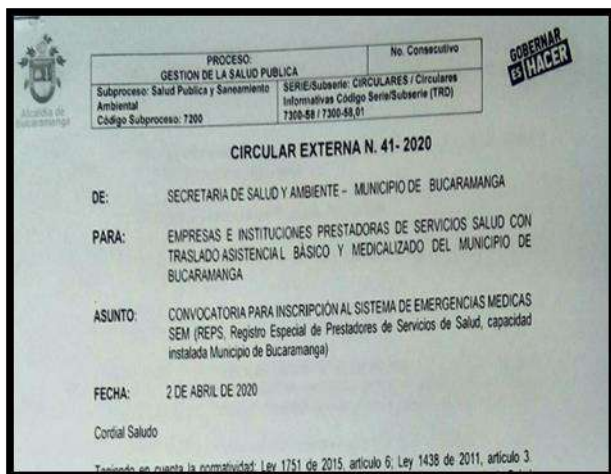 Alcaldía de
Bucaramanga
PROCESO:
GESTION DE LA SALUD PUBLICA
No. Consecutivo
Subproceso: Salud Publica y Saneamiento
Ambiental
Código Subproceso: 7200
SERIE/Subserie: CIRCULARES / Circulares
Informativas Código Serie/Subserie (TRD)
7300-58 / 7300-58,01
GOBERNAR
ES HACER
CIRCULAR EXTERNA N. 41- 2020
DE: SECRETARIA DE SALUD Y AMBIENTE – MUNICIPIO DE BUCARAMANGA
PARA: EMPRESAS E INSTITUCIONES PRESTADORAS DE SERVICIOS SALUD CON
TRASLADO ASISTENCIAL BÁSICO Y MEDICALIZADO DEL MUNICIPIO DE
BUCARAMANGA
ASUNTO: CONVOCATORIA PARA INSCRIPCIÓN AL SISTEMA DE EMERGENCIAS MEDICAS
SEM (REPS, Registro Especial de Prestadores de Servicios de Salud, capacidad
instalada Municipio de Bucaramanga)
FECHA: 2 DE ABRIL DE 2020
Cordial Saludo
Teniendo en cuenta la normatividad: Ley 1751 de 2015, articulo 6; Ley 1438 de 2011, articulo 3.